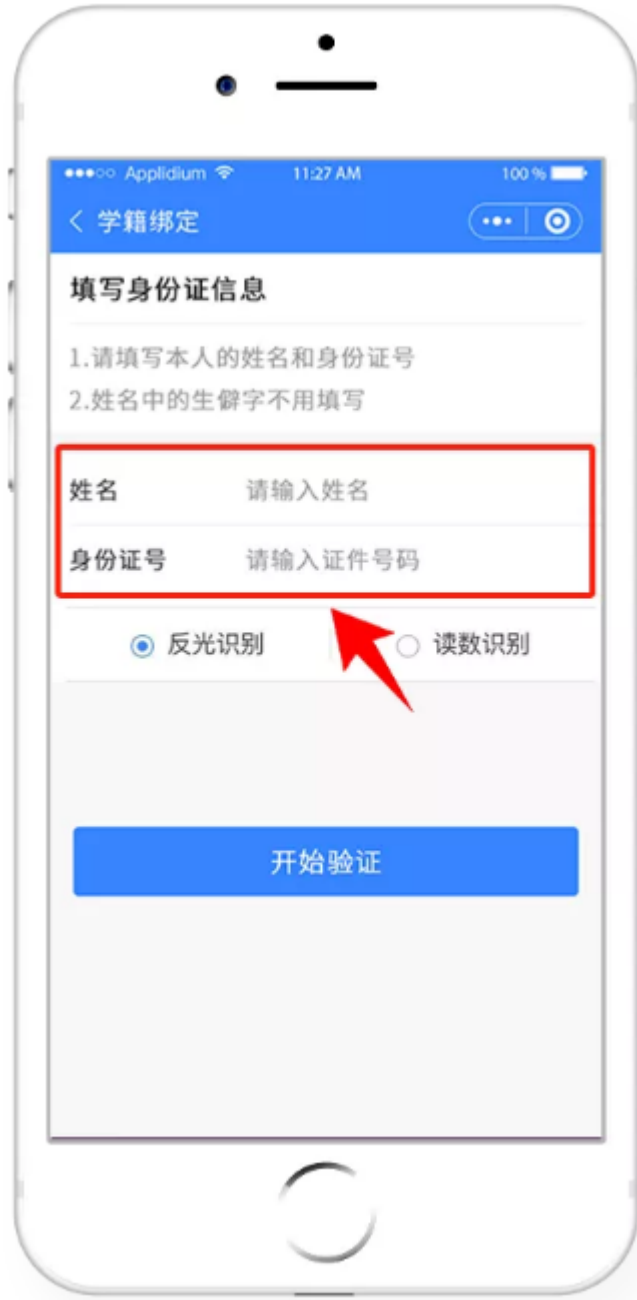 Applidium 11:27 AM 100 %
学籍绑定
填写身份证信息
1.请填写本人的姓名和身份证号
2.姓名中的生僻字不用填写
姓名 请输入姓名
身份证号 请输入证件号码
反光识别 读数识别
开始验证